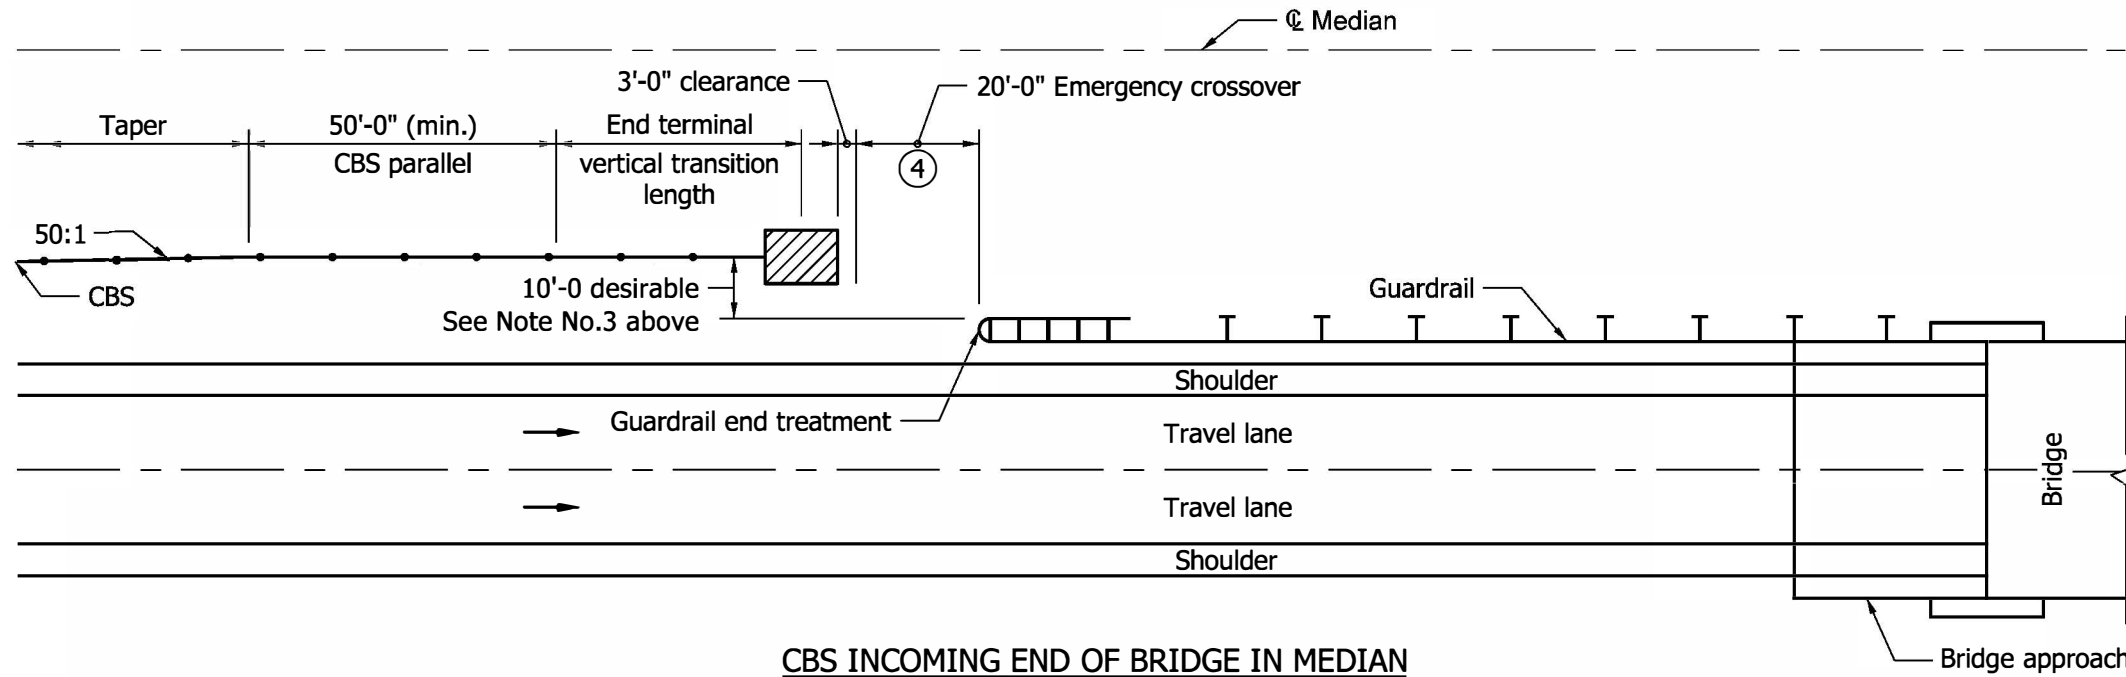 ℄ Median
3'-0" clearance
20'-0" Emergency crossover
Taper
50'-0" (min.)
CBS parallel
End terminal
vertical transition
length
4
50:1
CBS
10'-0 desirable
See Note No.3 above
Guardrail
Shoulder
Guardrail end treatment
Travel lane
Bridge
Travel lane
Shoulder
Bridge approach
CBS INCOMING END OF BRIDGE IN MEDIAN